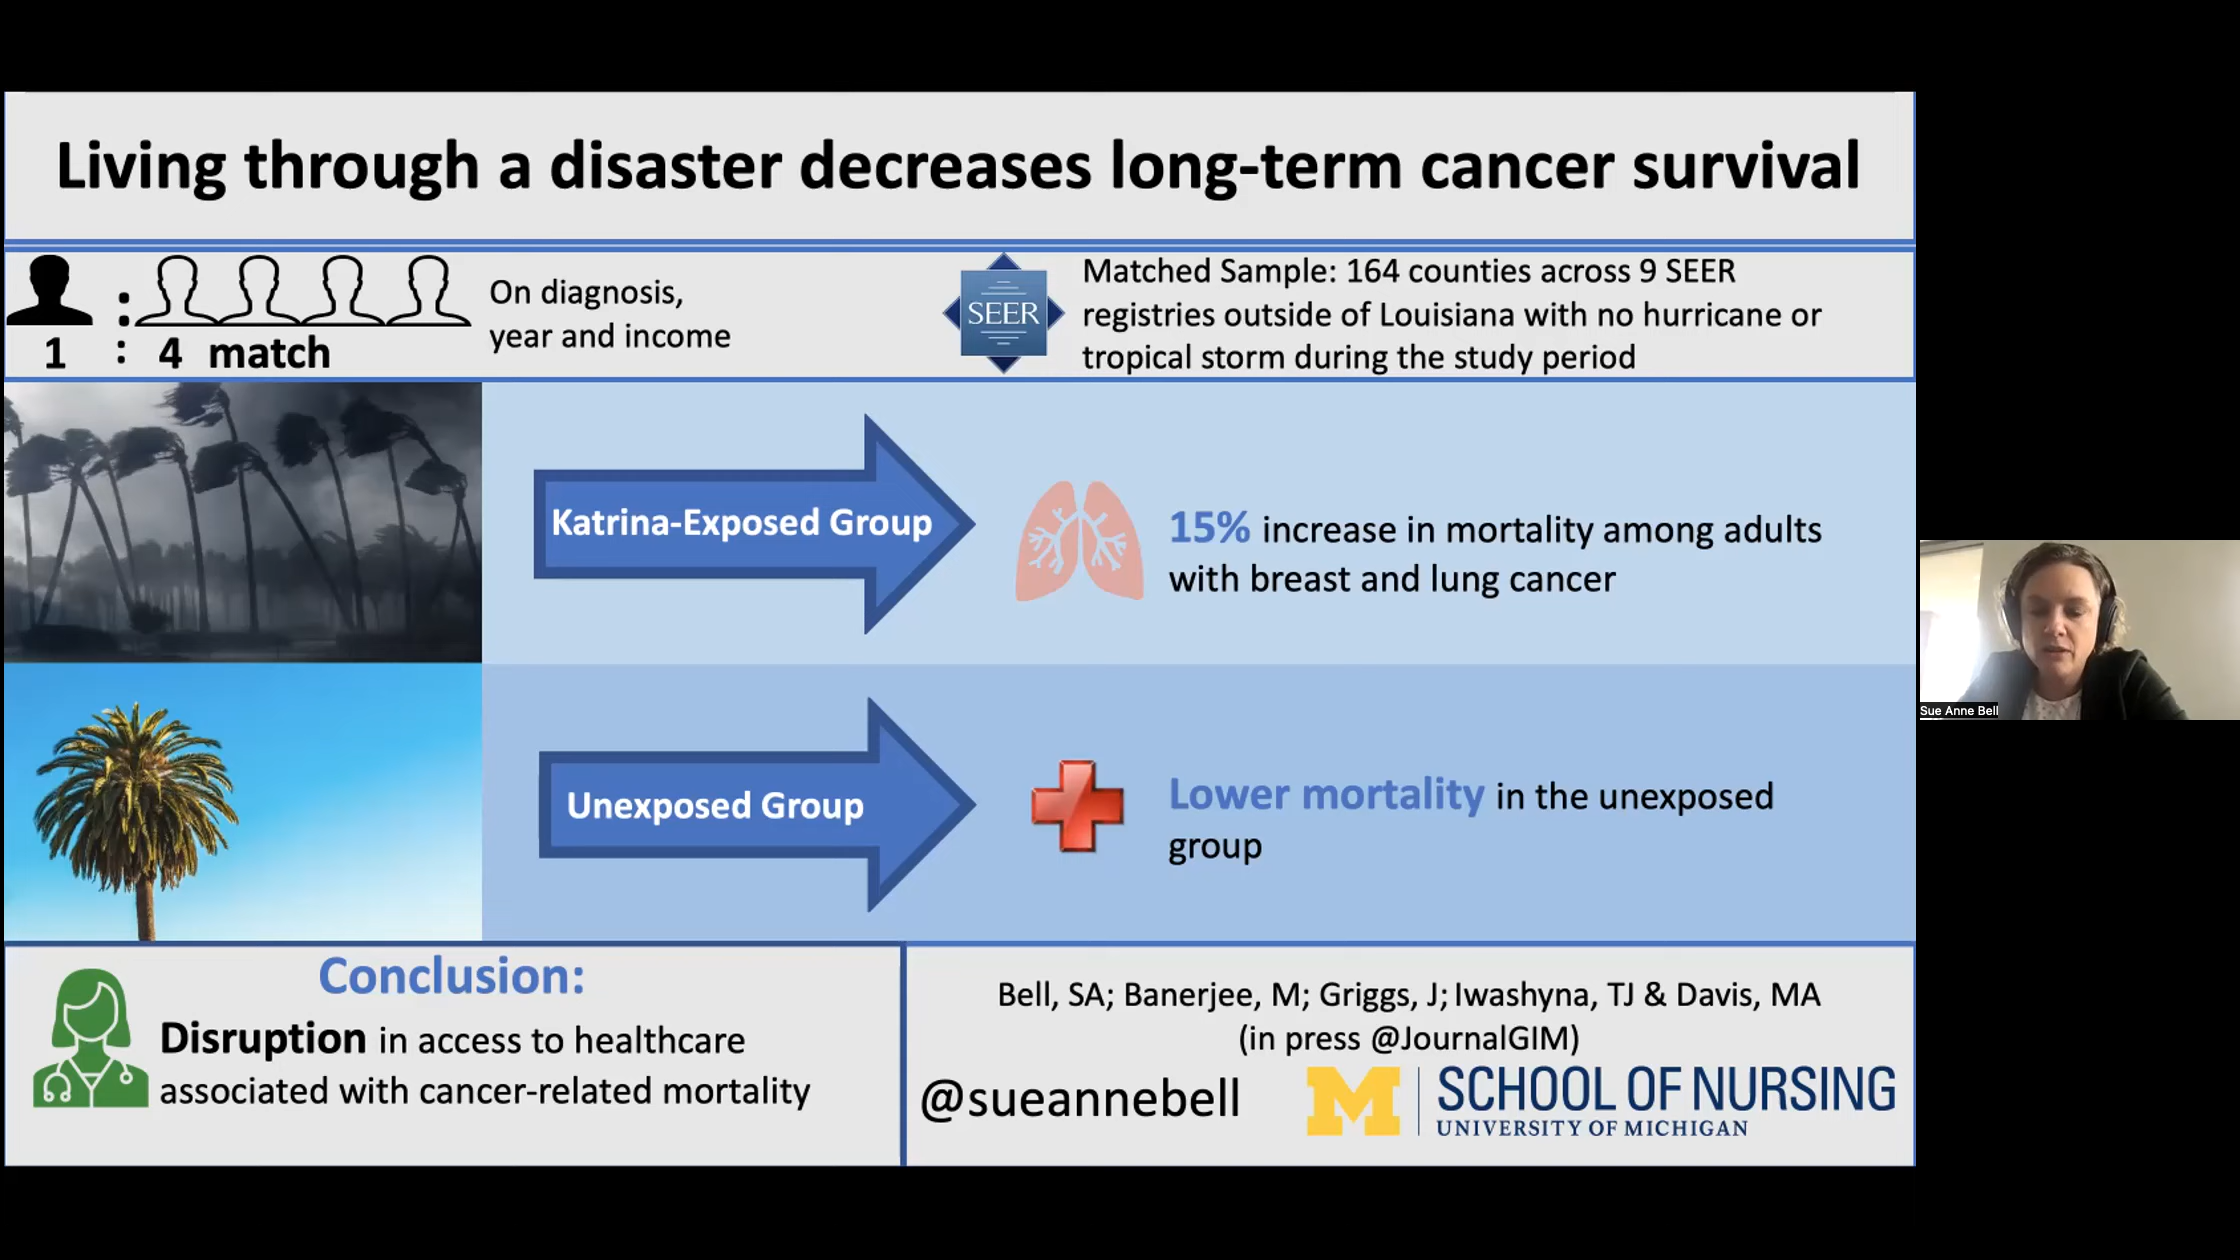 Living through a disaster decreases long-term cancer survival
1 : 4 match
On diagnosis,
year and income
SEER
Matched Sample: 164 counties across 9 SEER
registries outside of Louisiana with no hurricane or
tropical storm during the study period
Katrina-Exposed Group
15% increase in mortality among adults
with breast and lung cancer
Sue Anne Bell
Unexposed Group
Lower mortality in the unexposed
group
Conclusion:
Disruption in access to healthcare
associated with cancer-related mortality
Bell, SA; Banerjee, M; Griggs, J; Iwashyna, TJ & Davis, MA
(in press @JournalGIM)
@sueannebell
M
SCHOOL OF NURSING
UNIVERSITY OF MICHIGAN